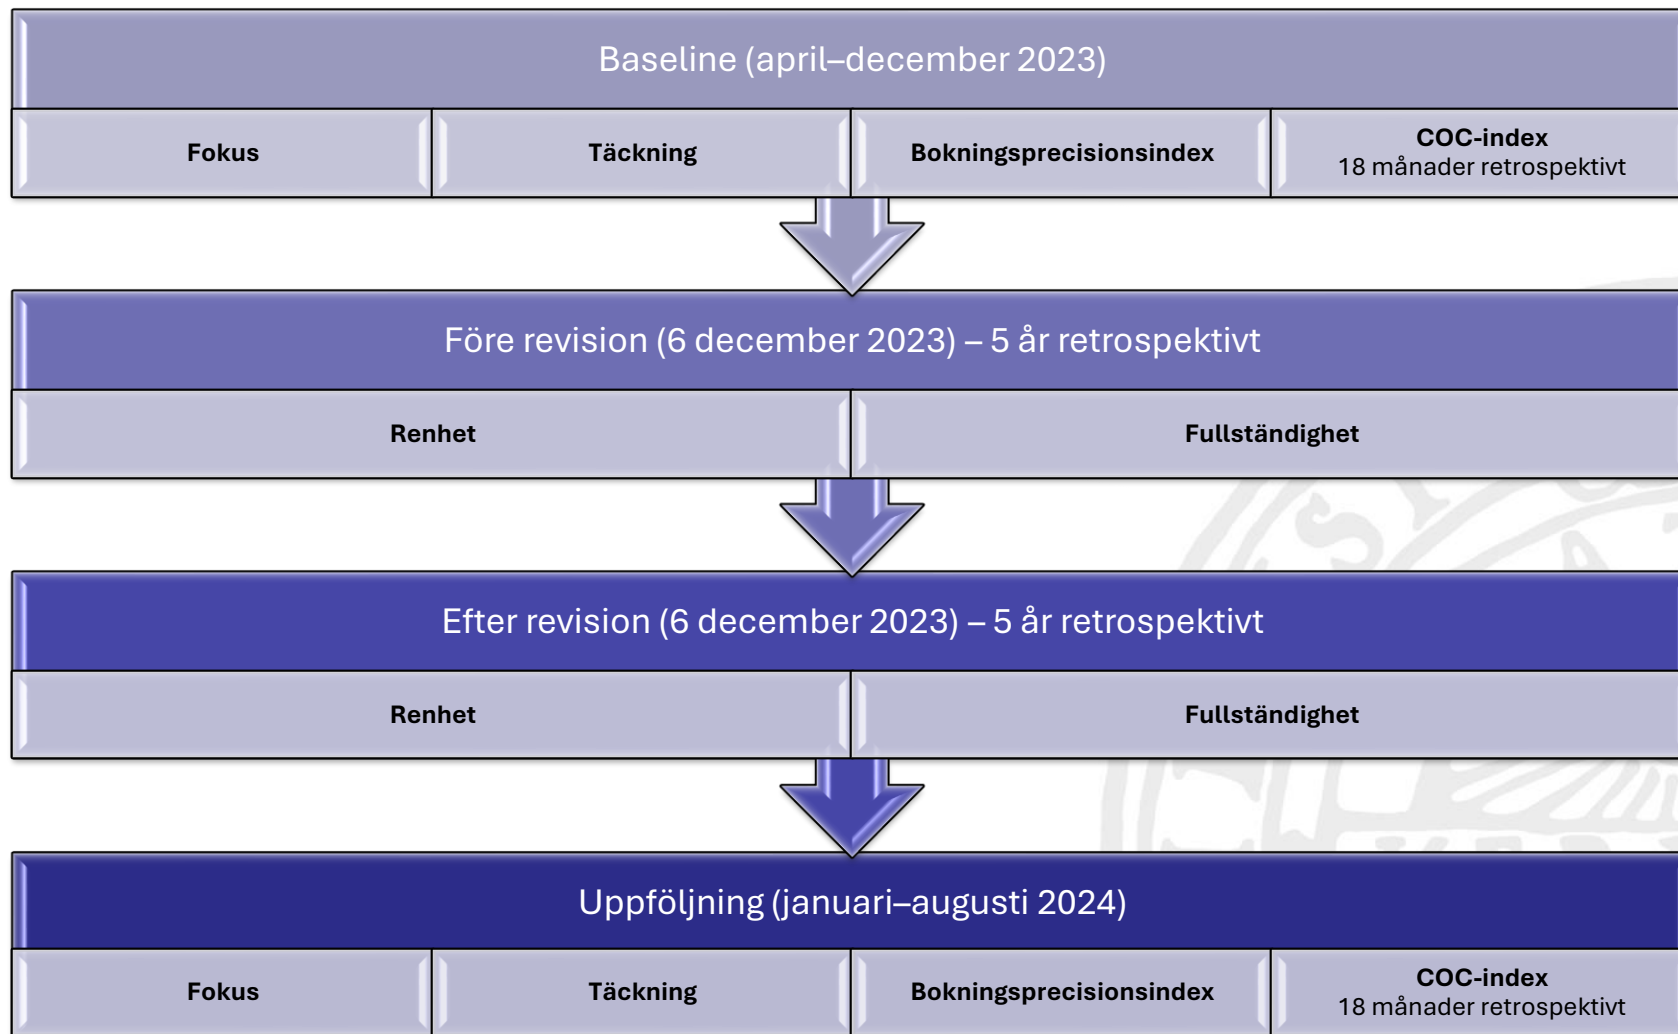 Baseline (april–december 2023)
Fokus
Täckning
Bokningsprecisionsindex
COC-index
18 månader retrospektivt
Före revision (6 december 2023) – 5 år retrospektivt
Renhet
Fullständighet
Efter revision (6 december 2023) – 5 år retrospektivt
Renhet
Fullständighet
Uppföljning (januari–augusti 2024)
Fokus
Täckning
Bokningsprecisionsindex
COC-index
18 månader retrospektivt